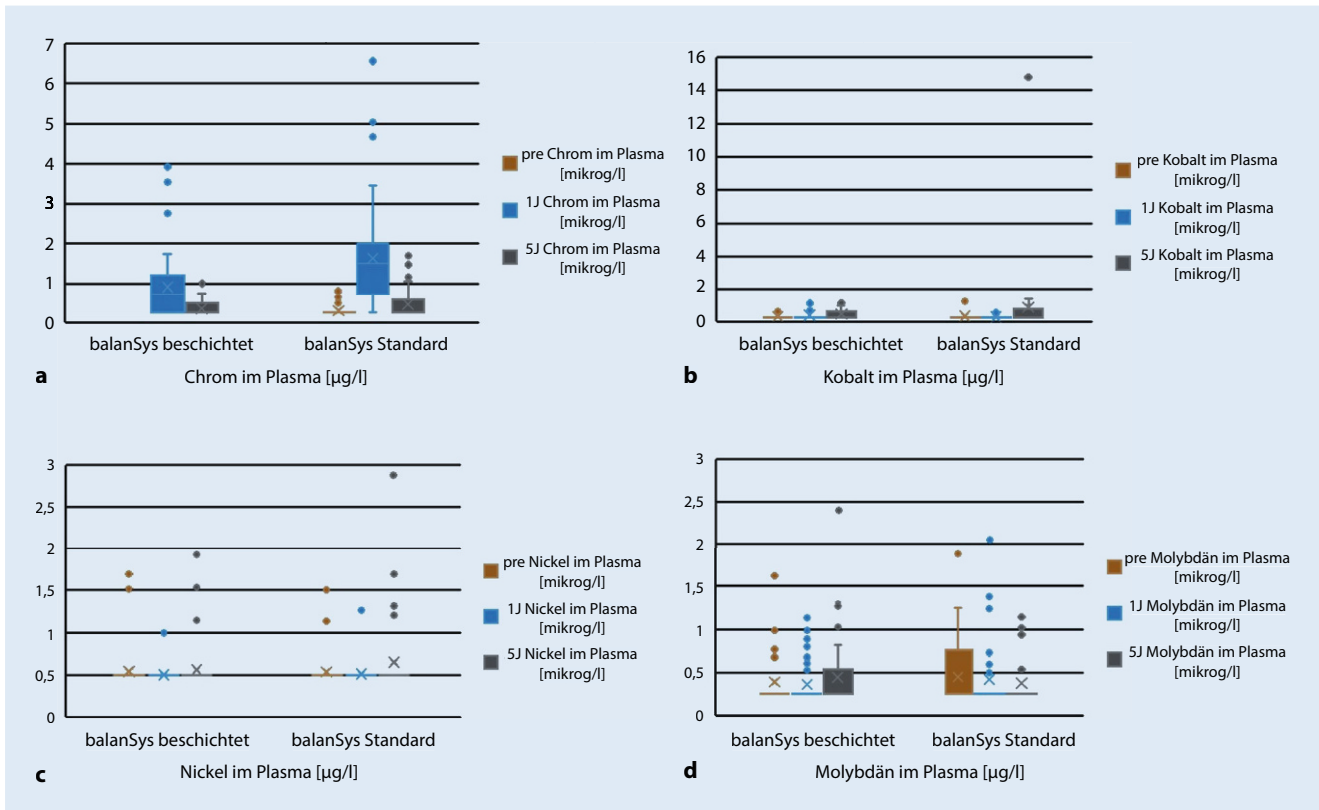 7
6
5
4
3
2
1
0
balanSys beschichtet balanSys Standard
pre Chrom im Plasma
[mikrog/l]
1J Chrom im Plasma
[mikrog/l]
5J Chrom im Plasma
[mikrog/l]
a Chrom im Plasma [µg/l]
16
14
12
10
8
6
4
2
0
balanSys beschichtet balanSys Standard
pre Kobalt im Plasma
[mikrog/l]
1J Kobalt im Plasma
[mikrog/l]
5J Kobalt im Plasma
[mikrog/l]
b Kobalt im Plasma [µg/l]
3
2,5
2
1,5
1
0,5
0
balanSys beschichtet balanSys Standard
pre Nickel im Plasma
[mikrog/l]
1J Nickel im Plasma
[mikrog/l]
5J Nickel im Plasma
[mikrog/l]
c Nickel im Plasma [µg/l]
3
2,5
2
1,5
1
0,5
0
balanSys beschichtet balanSys Standard
pre Molybdän im Plasma
[mikrog/l]
1J Molybdän im Plasma
[mikrog/l]
5J Molybdän im Plasma
[mikrog/l]
d Molybdän im Plasma [µg/l]